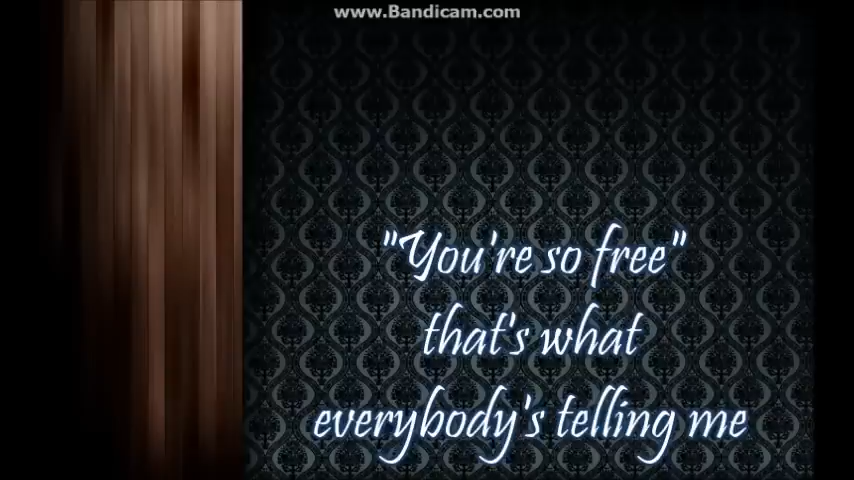 www.Bandicam.com
"You're so free"
that's what
everybody's telling me